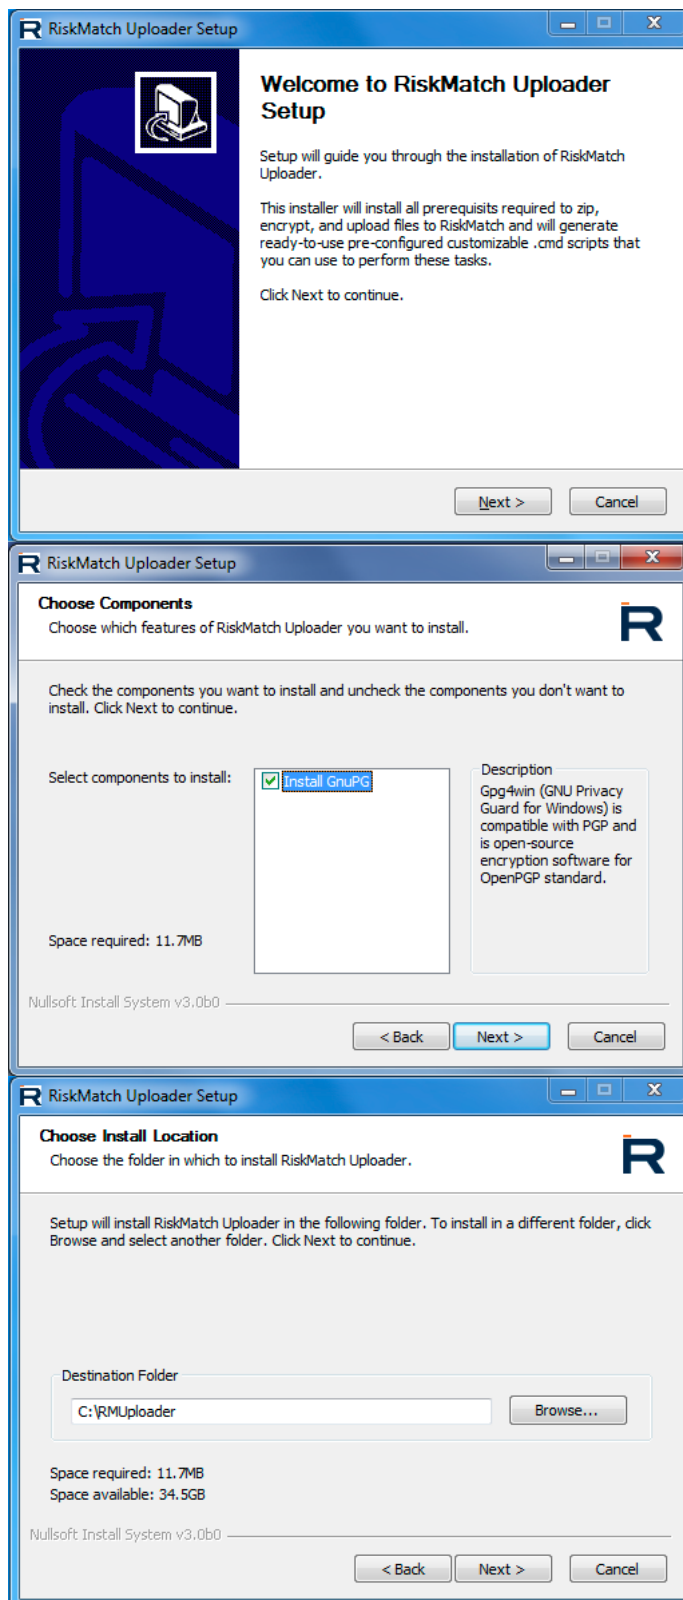 RiskMatch Uploader Setup
Welcome to RiskMatch Uploader
Setup
Setup will guide you through the installation of RiskMatch
Uploader.
This installer will install all prerequisits required to zip,
encrypt, and upload files to RiskMatch and will generate
ready-to-use pre-configured customizable .cmd scripts that
you can use to perform these tasks.
Click Next to continue.
Next >
Cancel
RiskMatch Uploader Setup
Choose Components
Choose which features of RiskMatch Uploader you want to install.
R
Check the components you want to install and uncheck the components you don't want to
install. Click Next to continue.
Select components to install:
Install GnuPG
Description
Gpg4win (GNU Privacy
Guard for Windows) is
compatible with PGP and
is open-source
encryption software for
OpenPGP standard.
Space required: 11.7MB
Nullsoft Install System v3.0b0
< Back
Next >
Cancel
RiskMatch Uploader Setup
Choose Install Location
Choose the folder in which to install RiskMatch Uploader.
R
Setup will install RiskMatch Uploader in the following folder. To install in a different folder, click
Browse and select another folder. Click Next to continue.
Destination Folder
C:\RMUploader
Browse...
Space required: 11.7MB
Space available: 34.5GB
Nullsoft Install System v3.0b0
< Back
Next >
Cancel